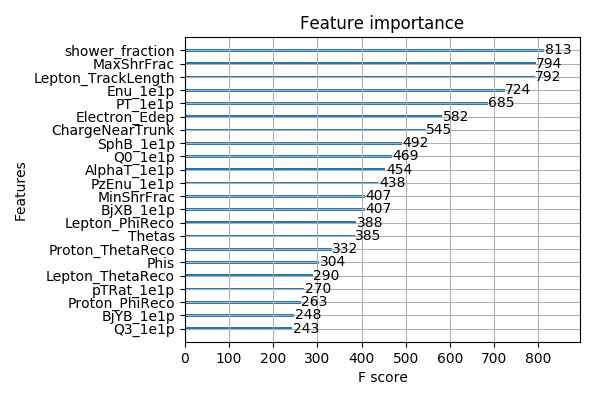 Feature importance
shower_fraction 813
MaxShrFrac 794
Lepton_TrackLength 792
Enu_1e1p 724
PT_1e1p 685
Electron_Edep 582
ChargeNearTrunk 545
SphB_1e1p 492
Q0_1e1p 469
AlphaT_1e1p 454
PzEnu_1e1p 438
MinShrFrac 407
BjXB_1e1p 407
Lepton_PhiReco 388
Thetas 385
Proton_ThetaReco 332
Phis 304
Lepton_ThetaReco 290
pTRat_1e1p 270
Proton_PhiReco 263
BjYB_1e1p 248
Q3_1e1p 243
Features
0 100 200 300 400 500 600 700 800
F score